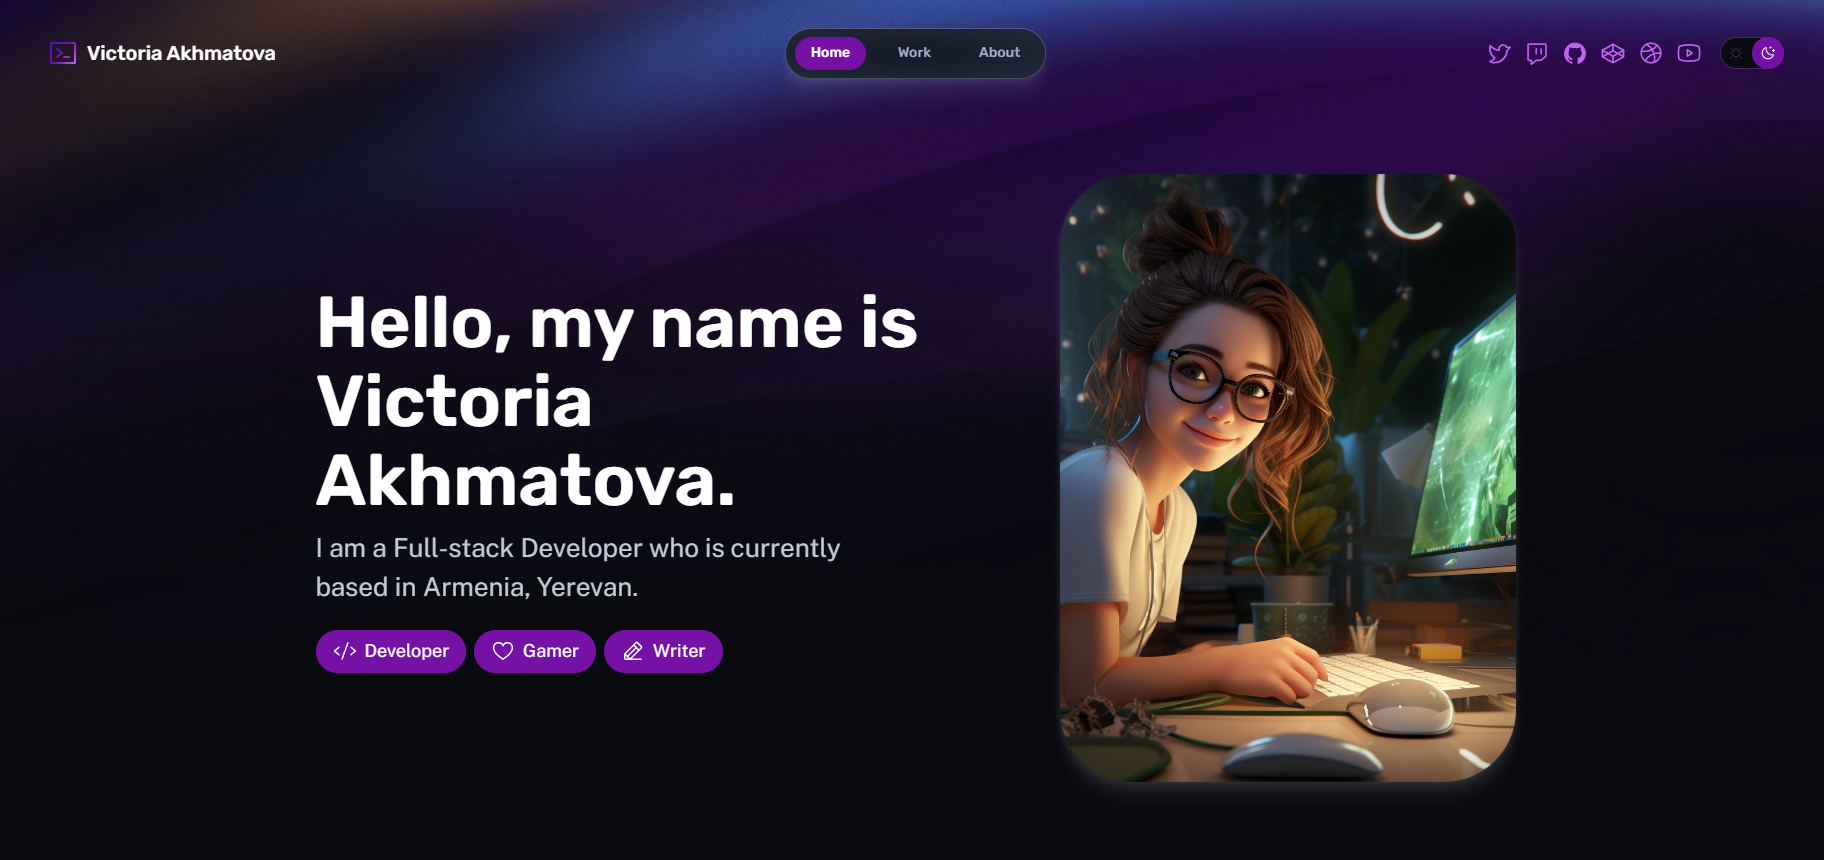 Victoria Akhmatova
Home
Work
About
Hello, my name is
Victoria
Akhmatova.
I am a Full-stack Developer who is currently
based in Armenia, Yerevan.
Developer
Gamer
Writer